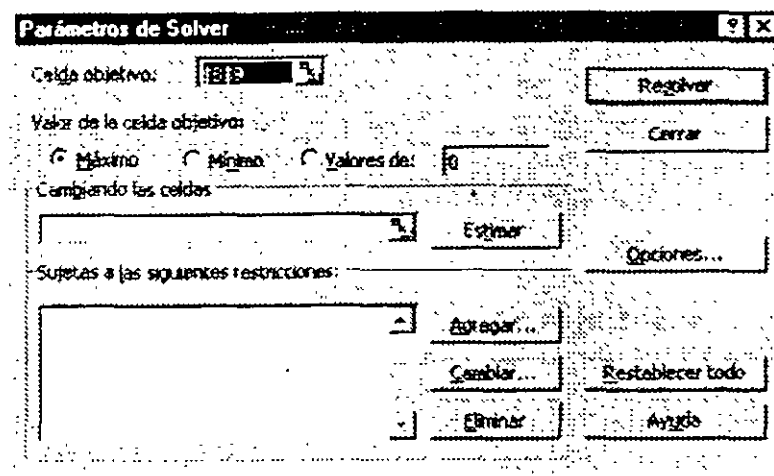 Parámetros de Solver
Celda objetivo:
Resolver
Valor de la celda objetivo:
Cerrar
Máximo Mínimo Valores de: 0
Cambiando las celdas
Estimar
Opciones...
Sujetas a las siguientes restricciones:
Agregar...
Cambiar... Restablecer todo
Eliminar Ayuda